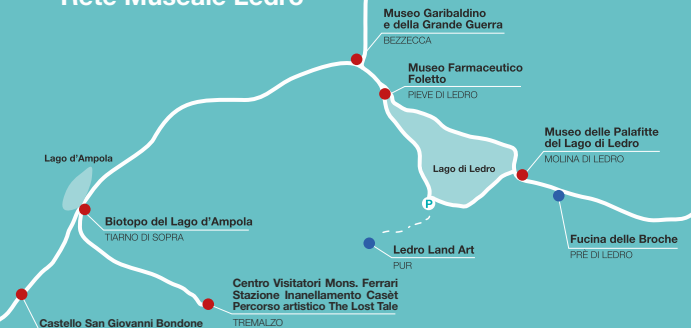 Rete Museale Ledro
Museo Garibaldino
e della Grande Guerra
BEZZECCA
Museo Farmaceutico
Foletto
PIEVE DI LEDRO
Museo delle Palafitte
del Lago di Ledro
MOLINA DI LEDRO
Lago d'Ampola
Lago di Ledro
P
Biotopo del Lago d'Ampola
TIARNO DI SOPRA
Ledro Land Art
PUR
Fucina delle Broche
PRÈ DI LEDRO
Centro Visitatori Mons. Ferrari
Stazione Inanellamento Casèt
Percorso artistico The Lost Tale
TREMALZO
Castello San Giovanni Bondone